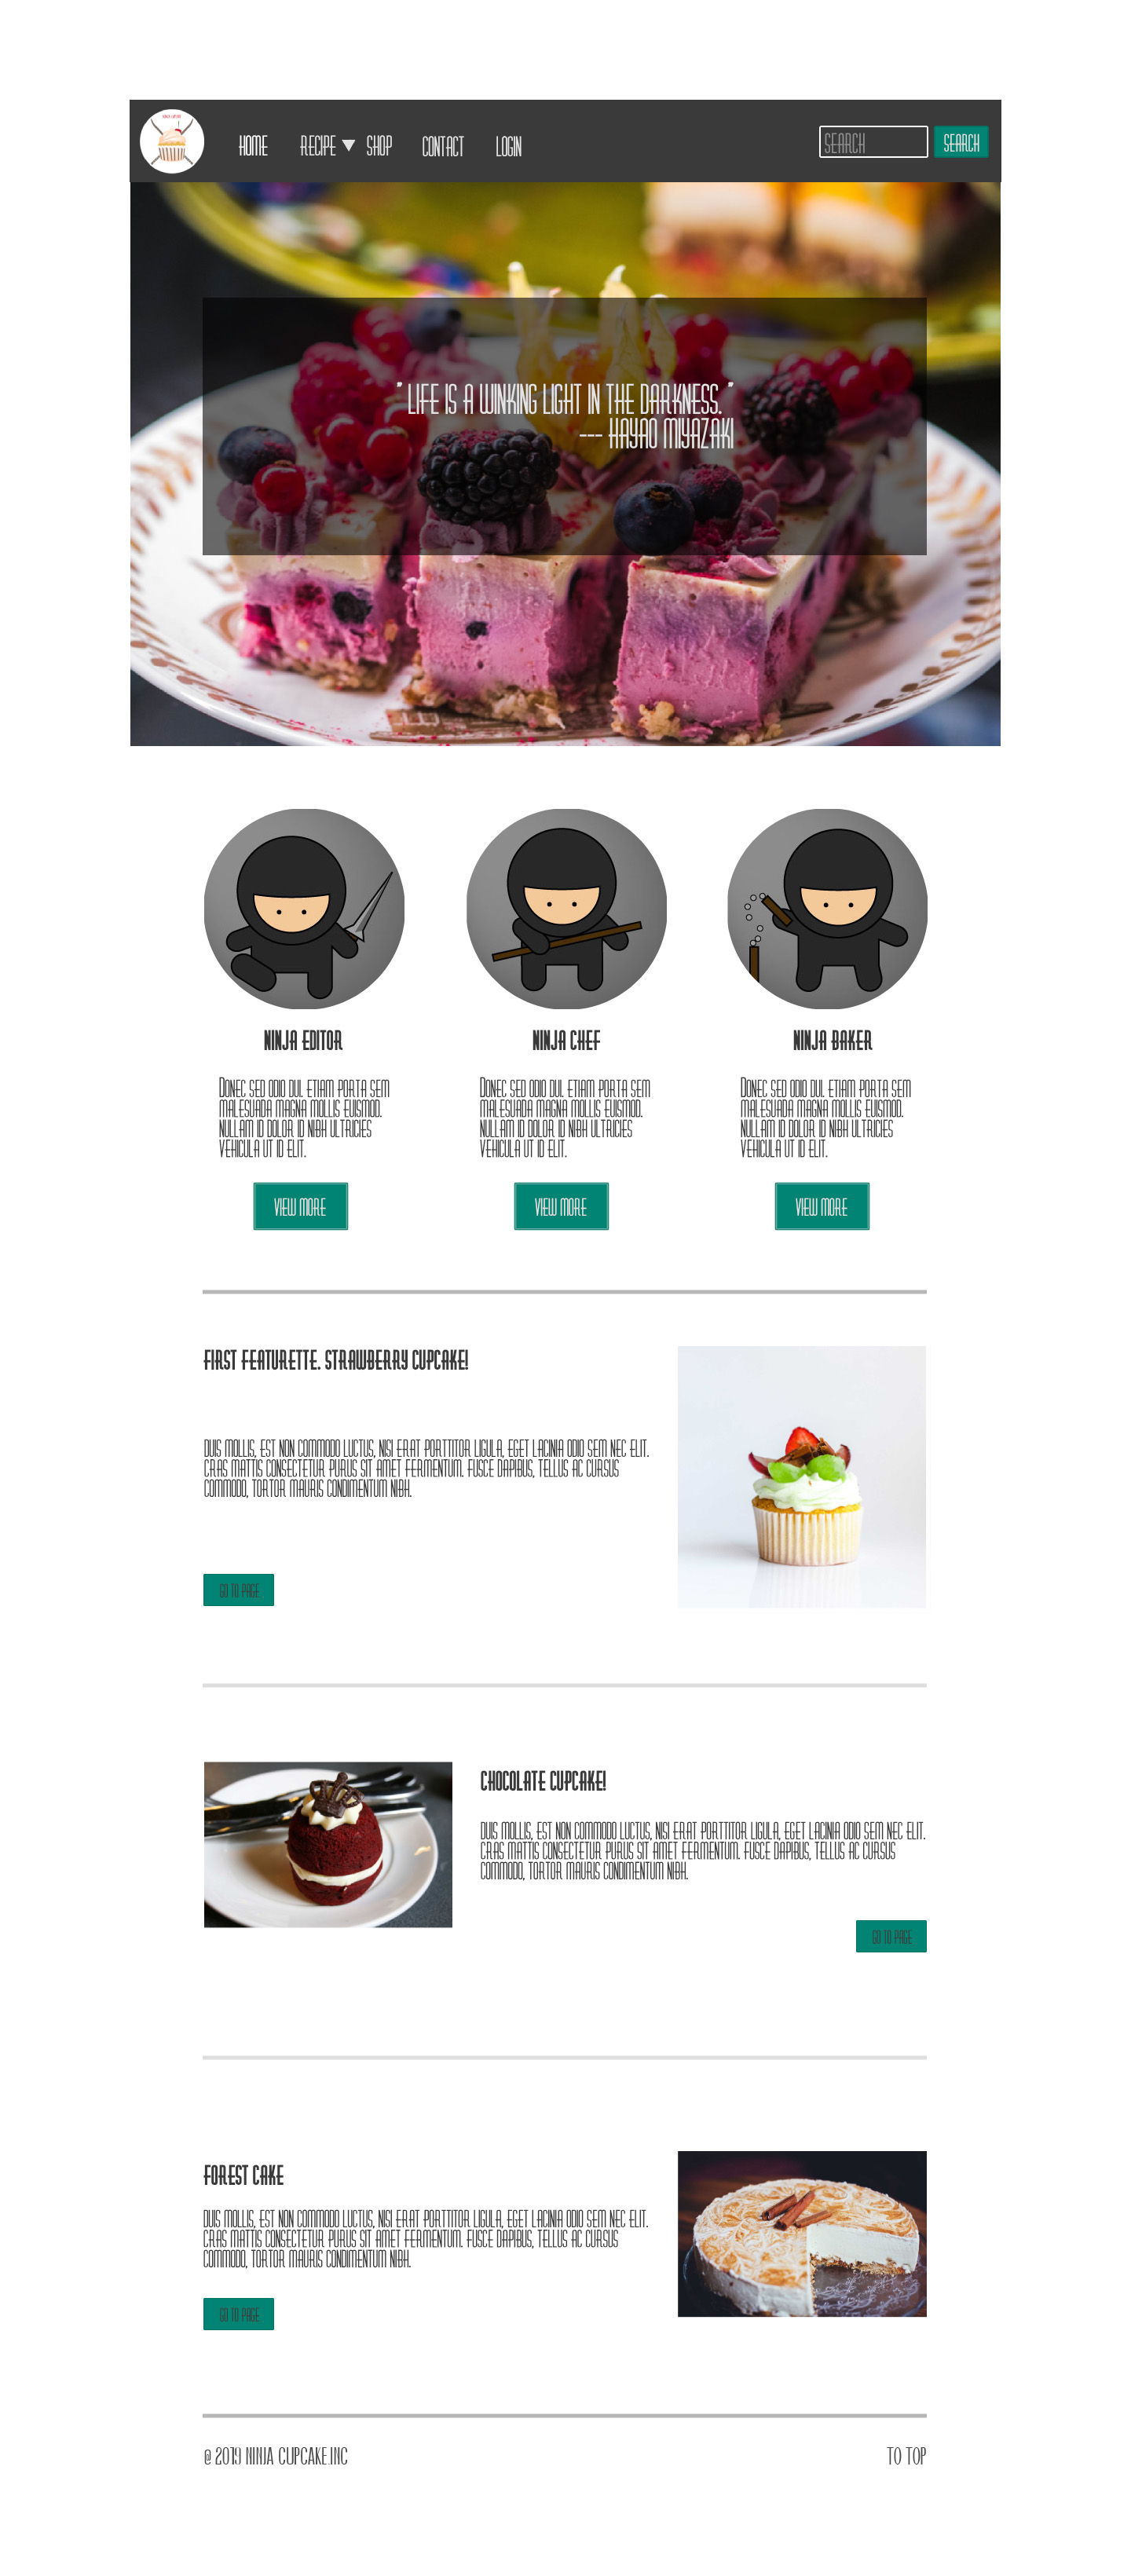 HOME RECIPE SHOP CONTACT LOGIN SEARCH SEARCH
" LIFE IS A WINKING LIGHT IN THE DARKNESS. "
--- HAYAO MIYAZAKI
NINJA EDITOR
DONEC SED ODIO DUI. ETIAM PORTA SEM
MALESUADA MAGNA MOLLIS EUISMOD.
NULLAM ID DOLOR ID NIBH ULTRICIES
VEHICULA UT ID ELIT.
VIEW MORE
NINJA CHEF
DONEC SED ODIO DUI. ETIAM PORTA SEM
MALESUADA MAGNA MOLLIS EUISMOD.
NULLAM ID DOLOR ID NIBH ULTRICIES
VEHICULA UT ID ELIT.
VIEW MORE
NINJA BAKER
DONEC SED ODIO DUI. ETIAM PORTA SEM
MALESUADA MAGNA MOLLIS EUISMOD.
NULLAM ID DOLOR ID NIBH ULTRICIES
VEHICULA UT ID ELIT.
VIEW MORE
FIRST FEATURETTE. STRAWBERRY CUPCAKE!
DUIS MOLLIS, EST NON COMMODO LUCTUS, NISI ERAT PORTTITOR LIGULA, EGET LACINIA ODIO SEM NEC ELIT.
CRAS MATTIS CONSECTETUR PURUS SIT AMET FERMENTUM. FUSCE DAPIBUS, TELLUS AC CURSUS
COMMODO, TORTOR MAURIS CONDIMENTUM NIBH.
GO TO PAGE
CHOCOLATE CUPCAKE!
DUIS MOLLIS, EST NON COMMODO LUCTUS, NISI ERAT PORTTITOR LIGULA, EGET LACINIA ODIO SEM NEC ELIT.
CRAS MATTIS CONSECTETUR PURUS SIT AMET FERMENTUM. FUSCE DAPIBUS, TELLUS AC CURSUS
COMMODO, TORTOR MAURIS CONDIMENTUM NIBH.
GO TO PAGE
FOREST CAKE
DUIS MOLLIS, EST NON COMMODO LUCTUS, NISI ERAT PORTTITOR LIGULA, EGET LACINIA ODIO SEM NEC ELIT.
CRAS MATTIS CONSECTETUR PURUS SIT AMET FERMENTUM. FUSCE DAPIBUS, TELLUS AC CURSUS
COMMODO, TORTOR MAURIS CONDIMENTUM NIBH.
GO TO PAGE
@ 2019 NINJA CUPCAKE.INC TO TOP